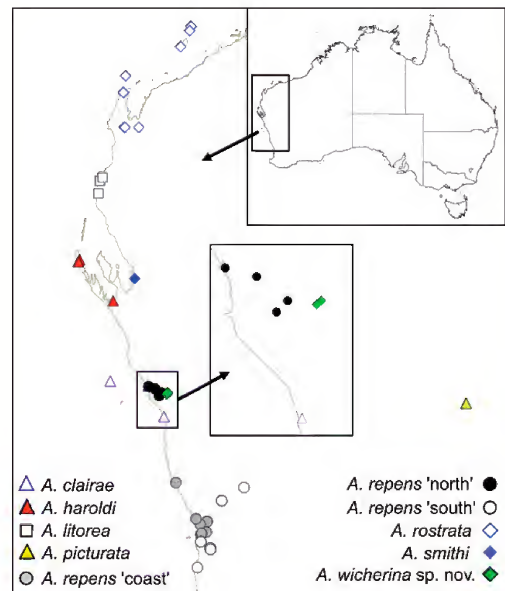 A. clairae
A. haroldi
A. litorea
A. picturata
A. repens 'coast'
A. repens 'north'
A. repens 'south'
A. rostrata
A. smithi
A. wicherina sp. nov.